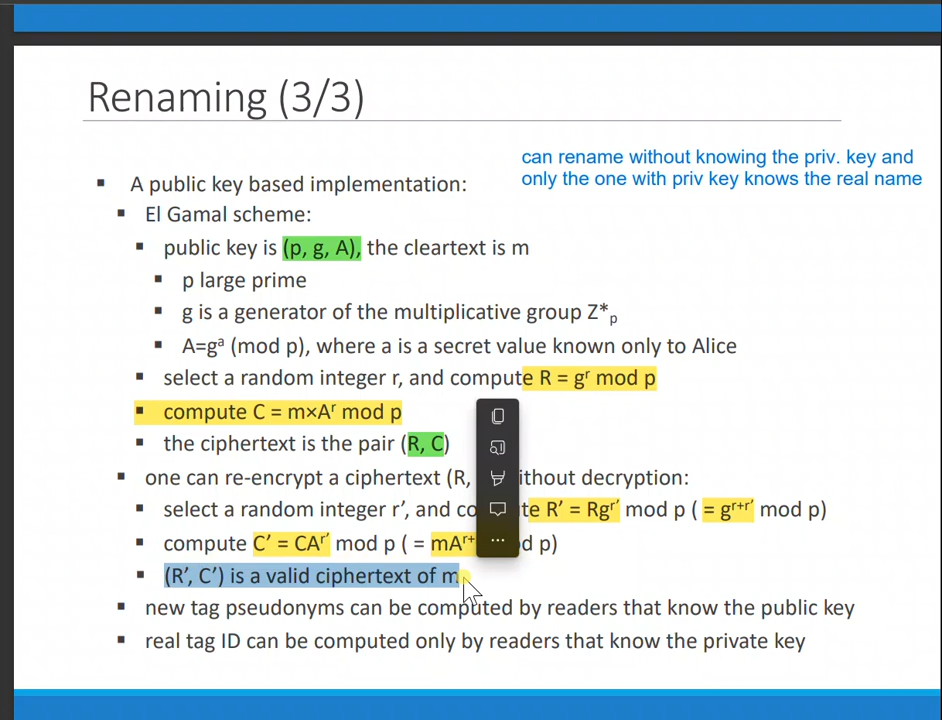 Renaming (3/3)
can rename without knowing the priv. key and
only the one with priv key knows the real name
▪ A public key based implementation:
▪ El Gamal scheme:
▪ public key is (p, g, A), the cleartext is m
▪ p large prime
▪ g is a generator of the multiplicative group Z*ₚ
▪ A=gᵃ (mod p), where a is a secret value known only to Alice
▪ select a random integer r, and compute R = gʳ mod p
▪ compute C = m×Aʳ mod p
▪ the ciphertext is the pair (R, C)
▪ one can re-encrypt a ciphertext (R, without decryption:
▪ select a random integer r’, and co te R’ = Rgʳ’ mod p ( = gʳ⁺ʳ’ mod p)
▪ compute C’ = CAʳ’ mod p ( = mAʳ⁺ d p)
▪ (R’, C’) is a valid ciphertext of m
▪ new tag pseudonyms can be computed by readers that know the public key
▪ real tag ID can be computed only by readers that know the private key